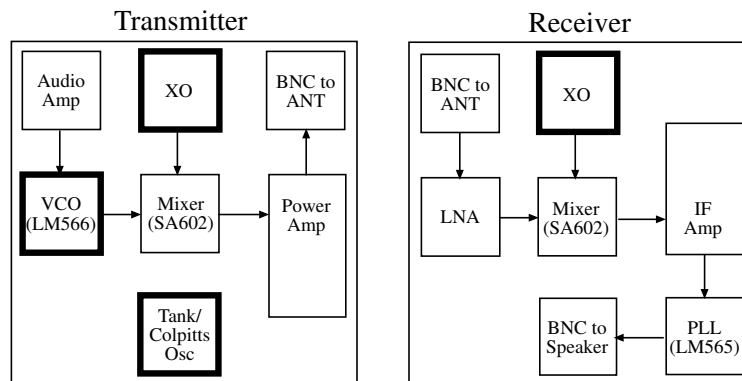 Transmitter
Audio
Amp
XO
BNC to
ANT
VCO
(LM566)
Mixer
(SA602)
Power
Amp
Tank/
Colpitts
Osc
Receiver
BNC to
ANT
XO
LNA
Mixer
(SA602)
IF
Amp
BNC to
Speaker
PLL
(LM565)